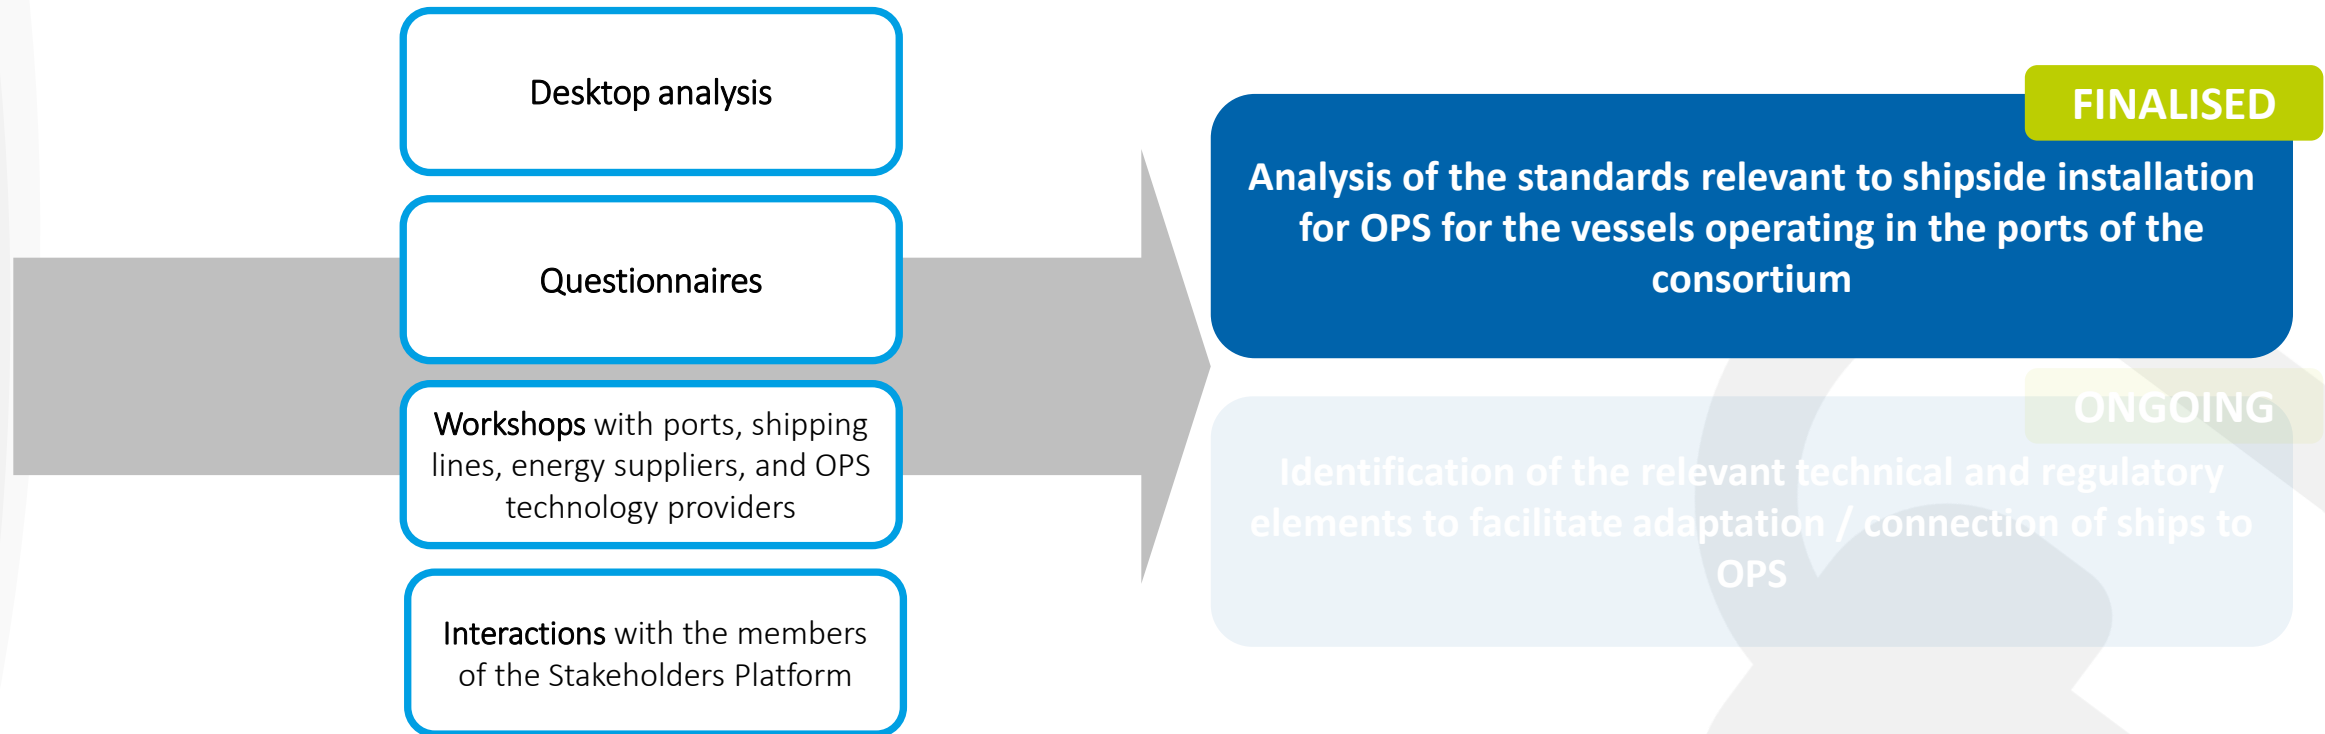 Desktop analysis
Questionnaires
Workshops with ports, shipping
lines, energy suppliers, and OPS
technology providers
Interactions with the members
of the Stakeholders Platform
FINALISED
Analysis of the standards relevant to shipside installation
for OPS for the vessels operating in the ports of the
consortium
ONGOING
Identification of the relevant technical and regulatory
elements to facilitate adaptation / connection of ships to
OPS